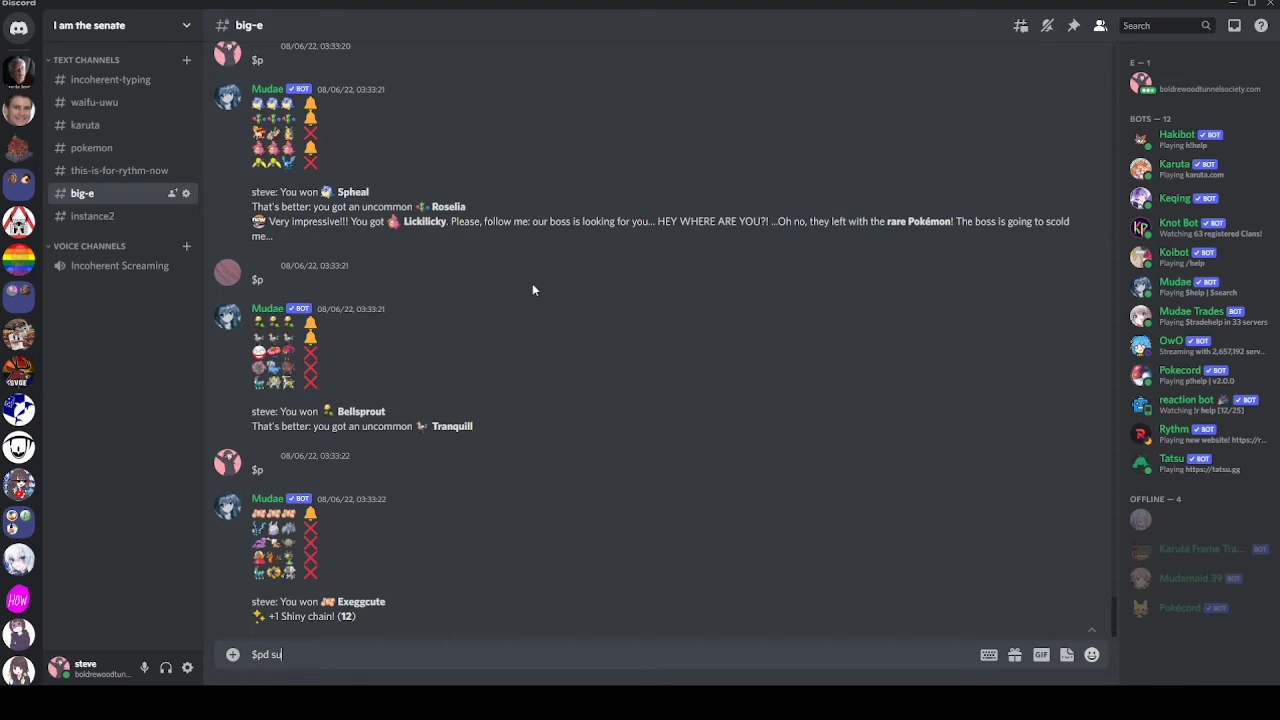 Discord
I am the senate
big-e
Search
TEXT CHANNELS
incoherent-typing
waifu-uwu
karuta
pokemon
this-is-for-rythm-now
big-e
instance2
VOICE CHANNELS
Incoherent Screaming
HOW
steve
boldrewoodtun...
08/06/22, 03:33:20
$p
Mudae BOT 08/06/22, 03:33:21
steve: You won Spheal
That's better: you got an uncommon Roselia
Very impressive!!! You got Lickilicky. Please, follow me: our boss is looking for you... HEY WHERE ARE YOU?! ...Oh no, they left with the rare Pokémon! The boss is going to scold
me...
08/06/22, 03:33:21
$p
Mudae BOT 08/06/22, 03:33:21
steve: You won Bellsprout
That's better: you got an uncommon Tranquill
08/06/22, 03:33:22
$p
Mudae BOT 08/06/22, 03:33:22
steve: You won Exeggcute
+1 Shiny chain! (12)
$pd su
GIF
E — 1
boldrewoodtunnelsociety.com
BOTS — 12
Hakibot BOT
Playing h!help
Karuta BOT
Playing karuta.com
Keqing BOT
Knot Bot BOT
Watching 63 registered Clans!
Koibot BOT
Playing /help
Mudae BOT
Playing $help | $search
Mudae Trades BOT
Playing $tradehelp in 33 servers
OwO BOT
Streaming with 2,657,192 serv...
Pokecord BOT
Playing p!help | v2.0.0
reaction bot BOT
Watching !r help [12/25]
Rythm BOT
Playing new website! https://r...
Tatsu BOT
Playing https://tatsu.gg
OFFLINE — 4
Karuta Frame Tra... BOT
Mudamaid 39 BOT
Pokécord BOT